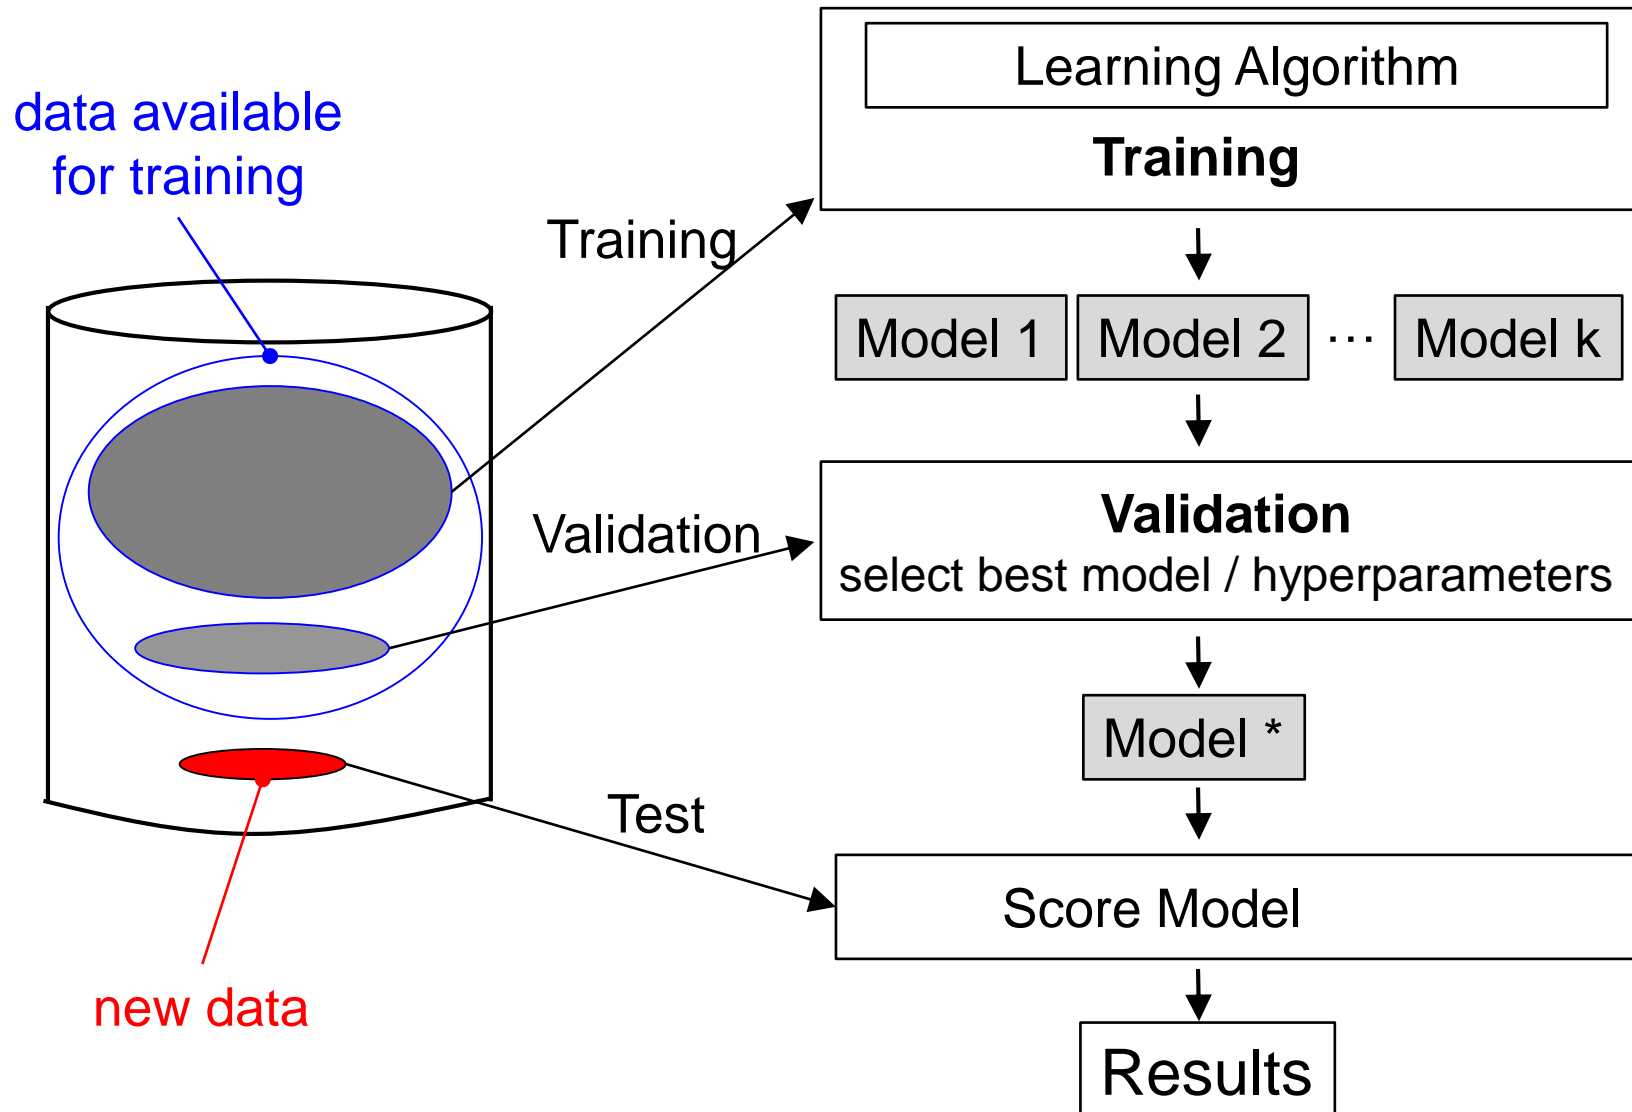 data available
for training
Learning Algorithm
Training
Training
Model 1
Model 2
...
Model k
Validation
Validation
select best model / hyperparameters
Model *
Test
Score Model
new data
Results